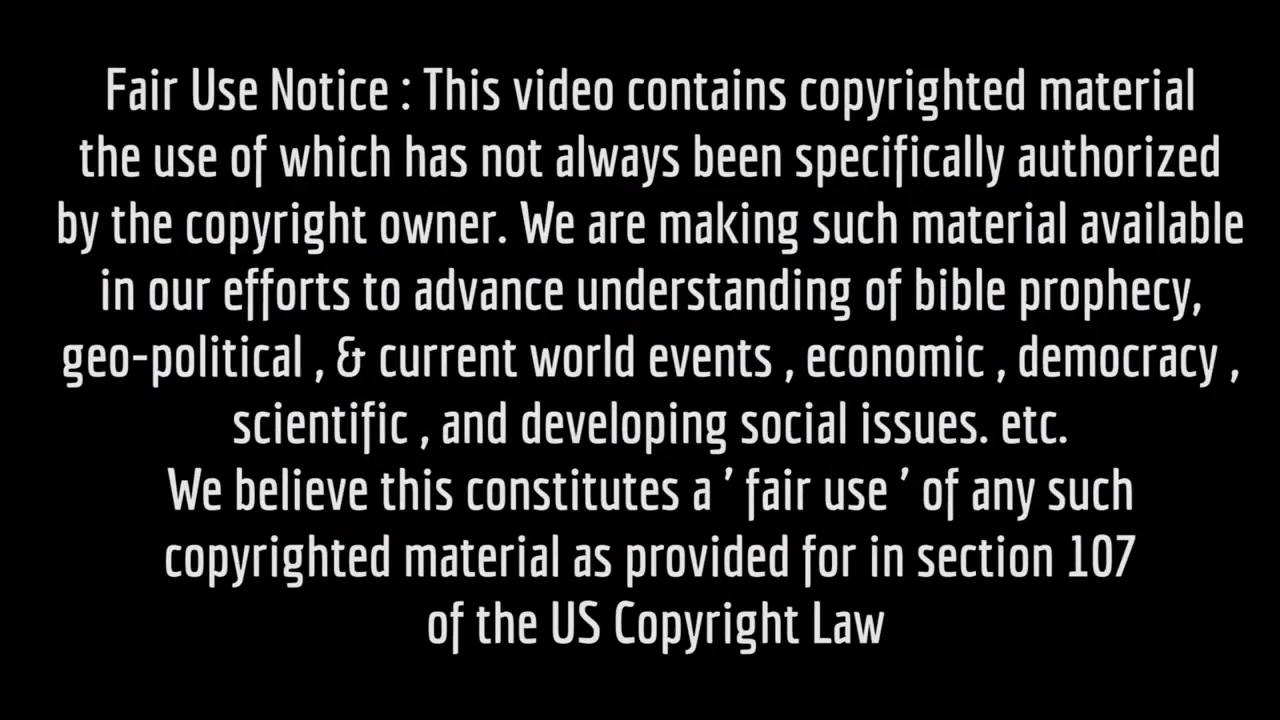 Fair Use Notice : This video contains copyrighted material
the use of which has not always been specifically authorized
by the copyright owner. We are making such material available
in our efforts to advance understanding of bible prophecy,
geo-political , & current world events , economic , democracy ,
scientific , and developing social issues. etc.
We believe this constitutes a ' fair use ' of any such
copyrighted material as provided for in section 107
of the US Copyright Law